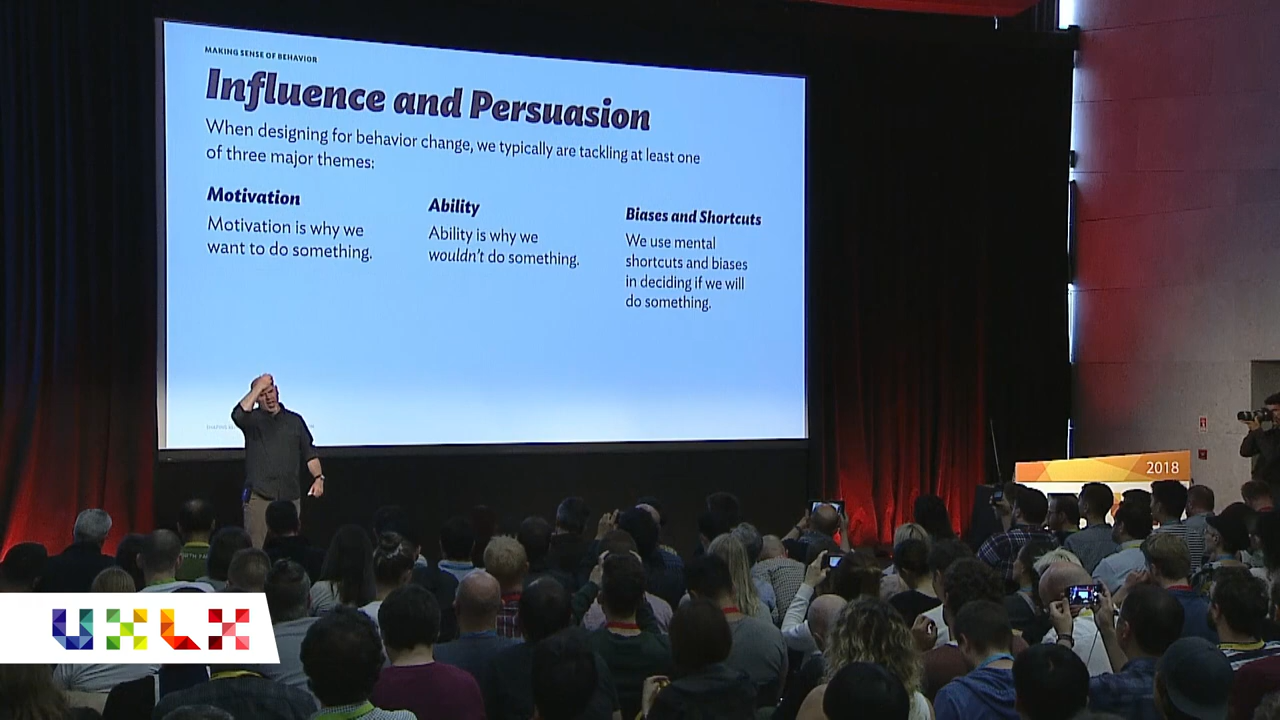 MAKING SENSE OF BEHAVIOR
Influence and Persuasion
When designing for behavior change, we typically are tackling at least one
of three major themes:
Motivation
Motivation is why we
want to do something.
Ability
Ability is why we
wouldn't do something.
Biases and Shortcuts
We use mental
shortcuts and biases
in deciding if we will
do something.
2018
UXLX